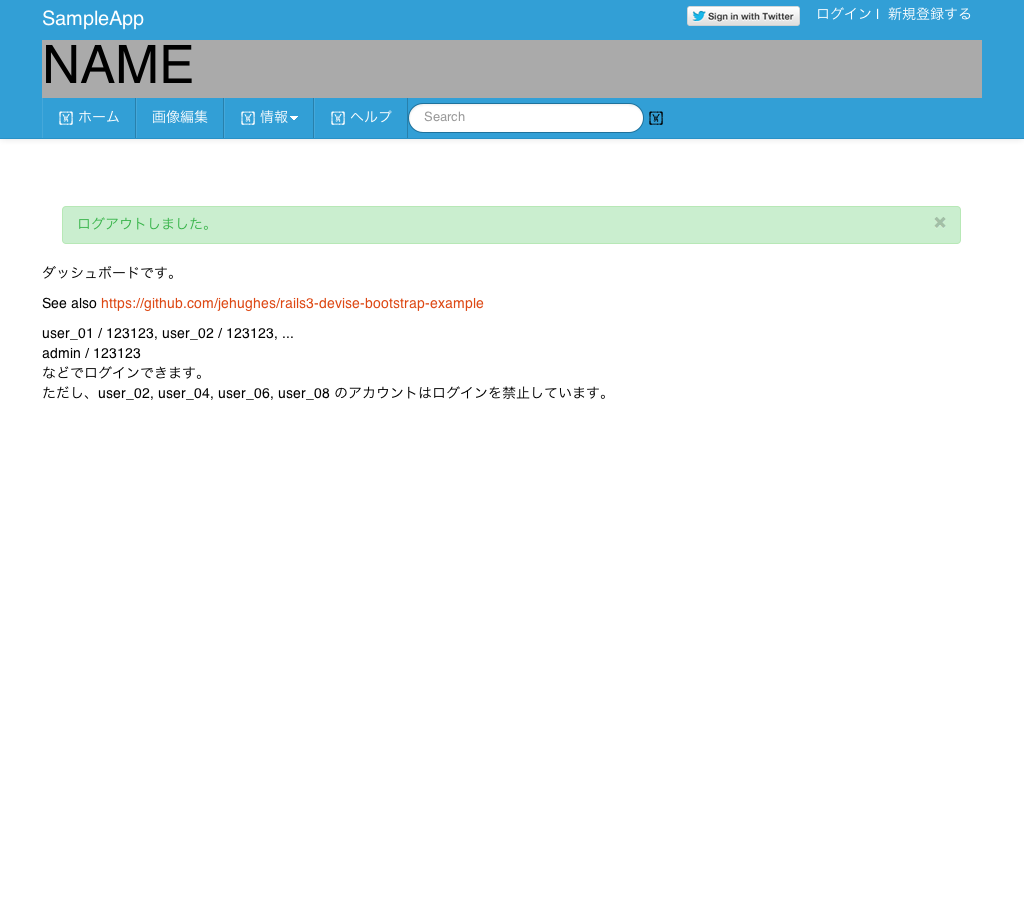 SampleApp
Sign in with Twitter
ログイン | 新規登録する
NAME
ホーム 画像編集 情報 ヘルプ Search
ログアウトしました。 ×
ダッシュボードです。
See also https://github.com/jehughes/rails3-devise-bootstrap-example
user_01 / 123123, user_02 / 123123, ...
admin / 123123
などでログインできます。
ただし、user_02, user_04, user_06, user_08 のアカウントはログインを禁止しています。